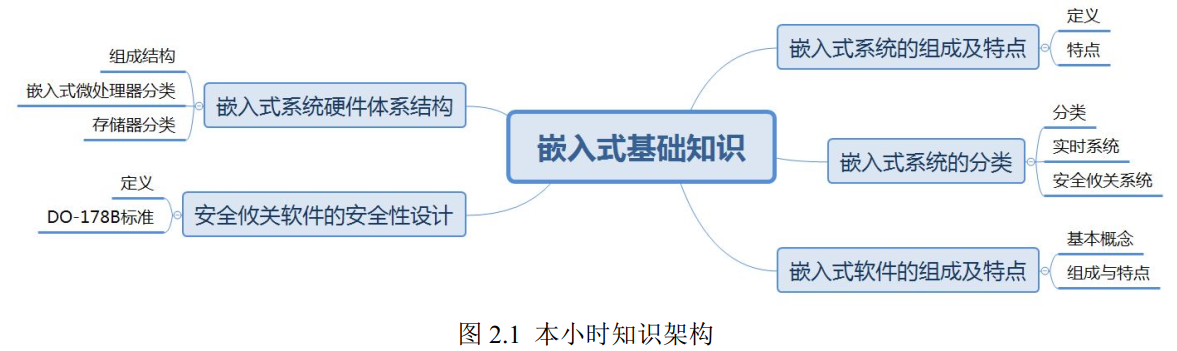 嵌入式基础知识
嵌入式系统的组成及特点
定义
特点
嵌入式系统的分类
分类
实时系统
安全攸关系统
嵌入式软件的组成及特点
基本概念
组成与特点
嵌入式系统硬件体系结构
组成结构
嵌入式微处理器分类
存储器分类
安全攸关软件的安全性设计
定义
DO-178B标准
图 2.1 本小时知识架构